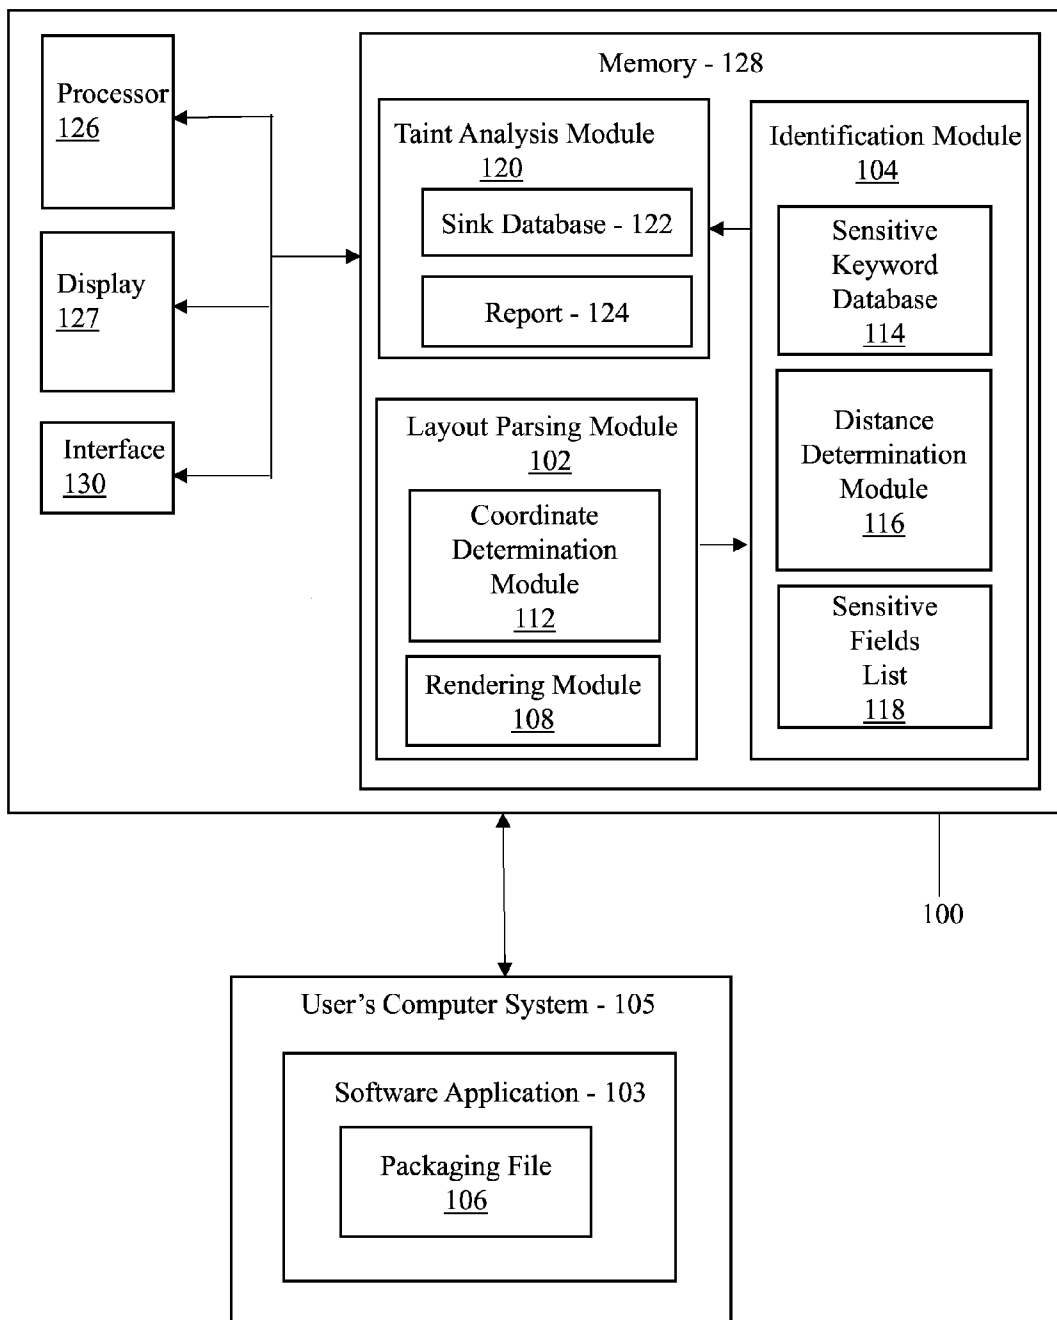 Processor
126
Display
127
Interface
130
Memory - 128
Taint Analysis Module
120
Sink Database - 122
Report - 124
Layout Parsing Module
102
Coordinate
Determination
Module
112
Rendering Module
108
Identification Module
104
Sensitive
Keyword
Database
114
Distance
Determination
Module
116
Sensitive
Fields
List
118
100
User’s Computer System - 105
Software Application - 103
Packaging File
106